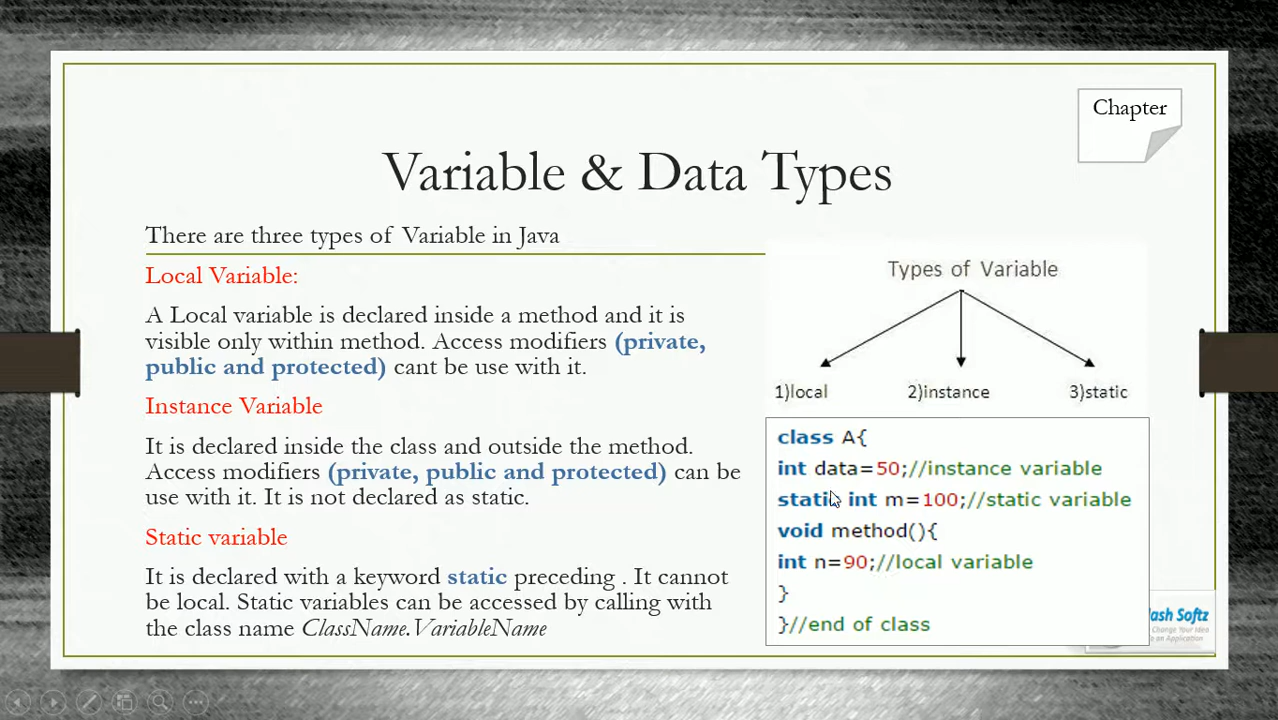 Chapter
Variable & Data Types
There are three types of Variable in Java
Local Variable:
A Local variable is declared inside a method and it is
visible only within method. Access modifiers (private,
public and protected) cant be use with it.
Instance Variable
It is declared inside the class and outside the method.
Access modifiers (private, public and protected) can be
use with it. It is not declared as static.
Static variable
It is declared with a keyword static preceding . It cannot
be local. Static variables can be accessed by calling with
the class name ClassName.VariableName
Types of Variable
1)local 2)instance 3)static
class A{
int data=50;//instance variable
static int m=100;//static variable
void method(){
int n=90;//local variable
}
}//end of class
Softz
Change Your Idea
Application